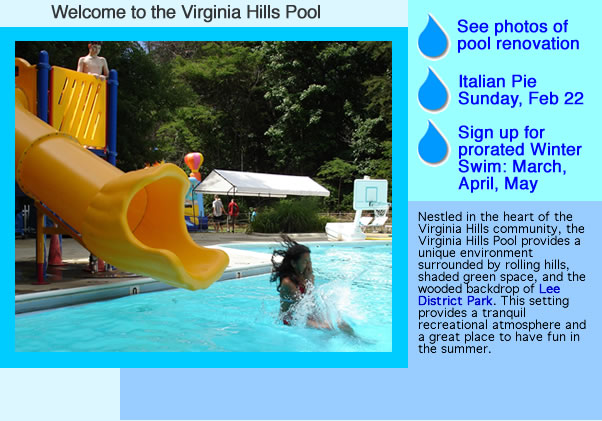 Welcome to the Virginia Hills Pool
See photos of
pool renovation
Italian Pie
Sunday, Feb 22
Sign up for
prorated Winter
Swim: March,
April, May
Nestled in the heart of the
Virginia Hills community, the
Virginia Hills Pool provides a
unique environment
surrounded by rolling hills,
shaded green space, and the
wooded backdrop of Lee
District Park. This setting
provides a tranquil
recreational atmosphere and
a great place to have fun in
the summer.